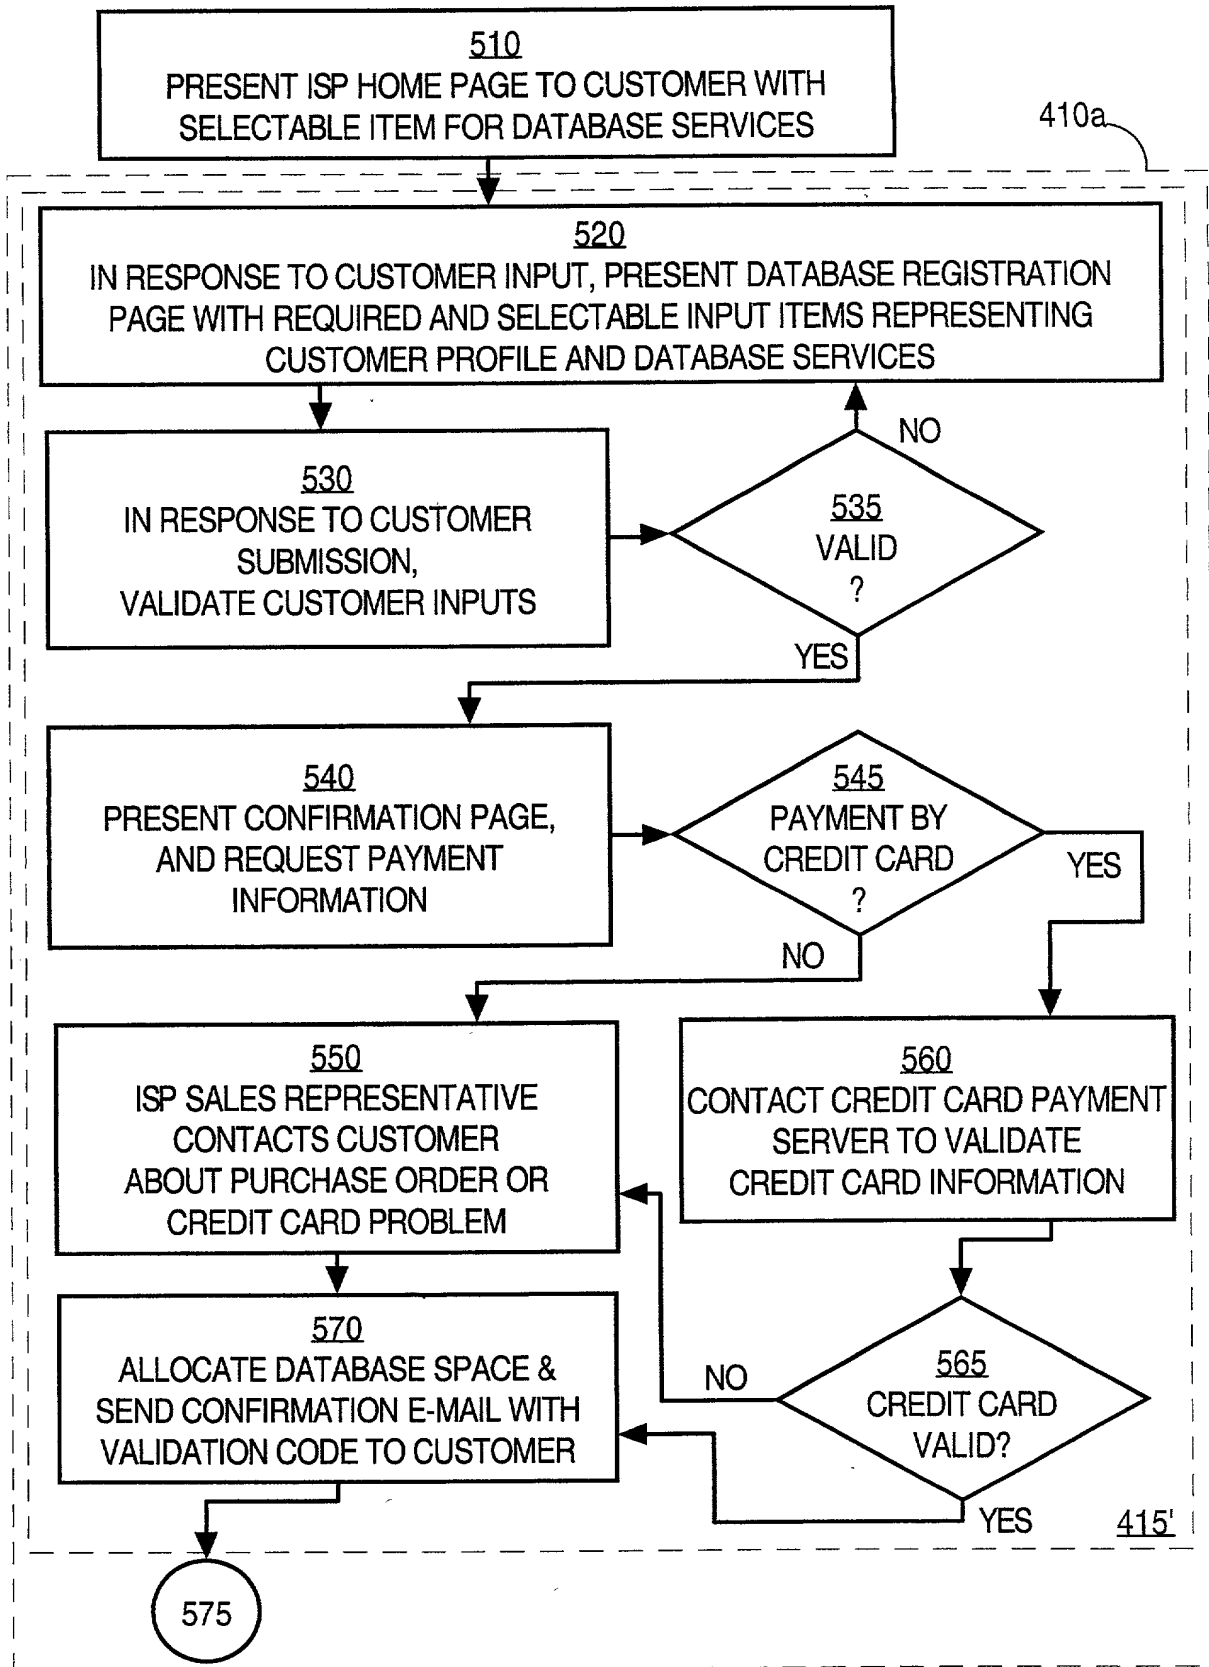 510
PRESENT ISP HOME PAGE TO CUSTOMER WITH
SELECTABLE ITEM FOR DATABASE SERVICES
410a
520
IN RESPONSE TO CUSTOMER INPUT, PRESENT DATABASE REGISTRATION
PAGE WITH REQUIRED AND SELECTABLE INPUT ITEMS REPRESENTING
CUSTOMER PROFILE AND DATABASE SERVICES
NO
530
IN RESPONSE TO CUSTOMER
SUBMISSION,
VALIDATE CUSTOMER INPUTS
535
VALID
?
YES
540
PRESENT CONFIRMATION PAGE,
AND REQUEST PAYMENT
INFORMATION
545
PAYMENT BY
CREDIT CARD
?
YES
NO
550
ISP SALES REPRESENTATIVE
CONTACTS CUSTOMER
ABOUT PURCHASE ORDER OR
CREDIT CARD PROBLEM
560
CONTACT CREDIT CARD PAYMENT
SERVER TO VALIDATE
CREDIT CARD INFORMATION
570
ALLOCATE DATABASE SPACE &
SEND CONFIRMATION E-MAIL WITH
VALIDATION CODE TO CUSTOMER
NO
565
CREDIT CARD
VALID?
YES
415'
575